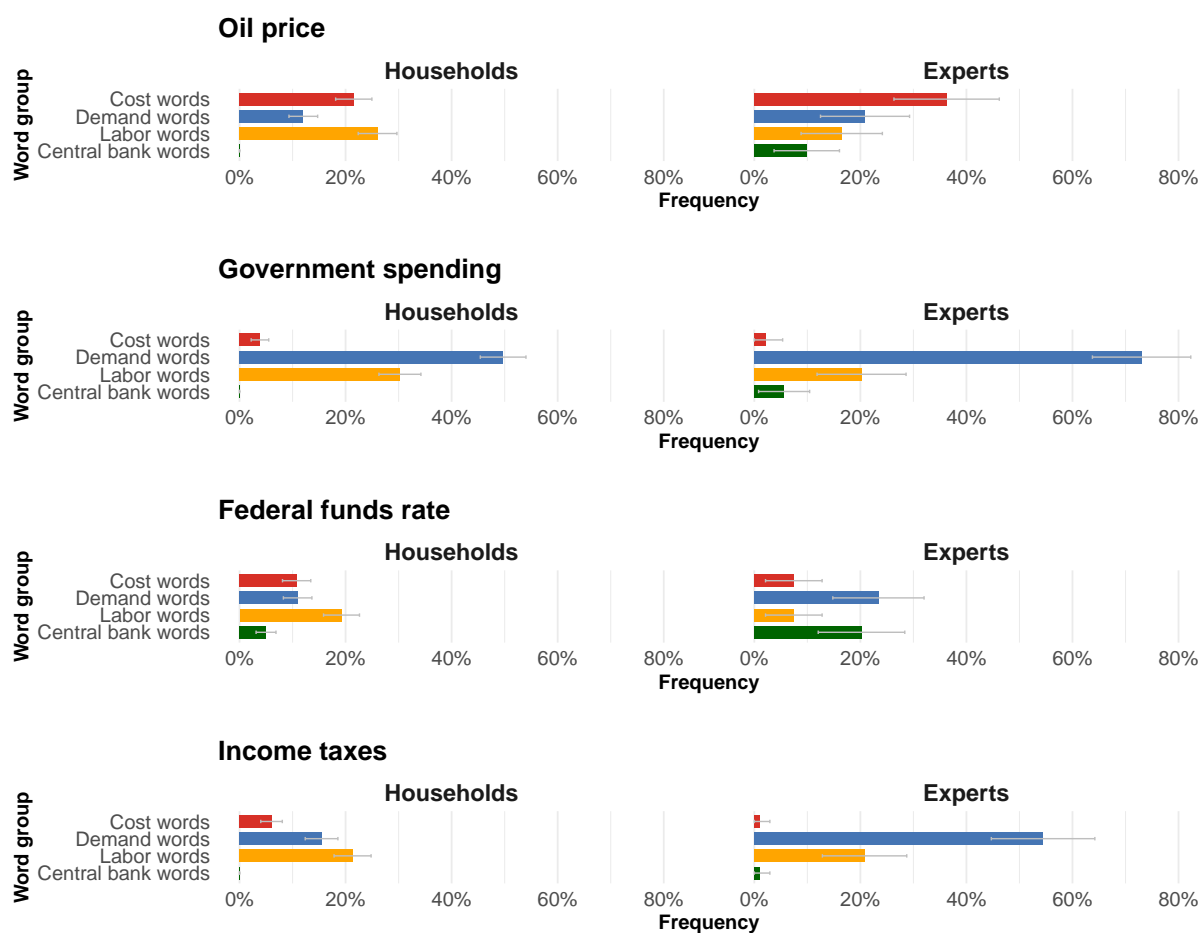 Oil price
Households Experts
Word group
Cost words
Demand words
Labor words
Central bank words
0% 20% 40% 60% 80% 0% 20% 40% 60% 80%
Frequency
Government spending
Households Experts
Word group
Cost words
Demand words
Labor words
Central bank words
0% 20% 40% 60% 80% 0% 20% 40% 60% 80%
Frequency
Federal funds rate
Households Experts
Word group
Cost words
Demand words
Labor words
Central bank words
0% 20% 40% 60% 80% 0% 20% 40% 60% 80%
Frequency
Income taxes
Households Experts
Word group
Cost words
Demand words
Labor words
Central bank words
0% 20% 40% 60% 80% 0% 20% 40% 60% 80%
Frequency